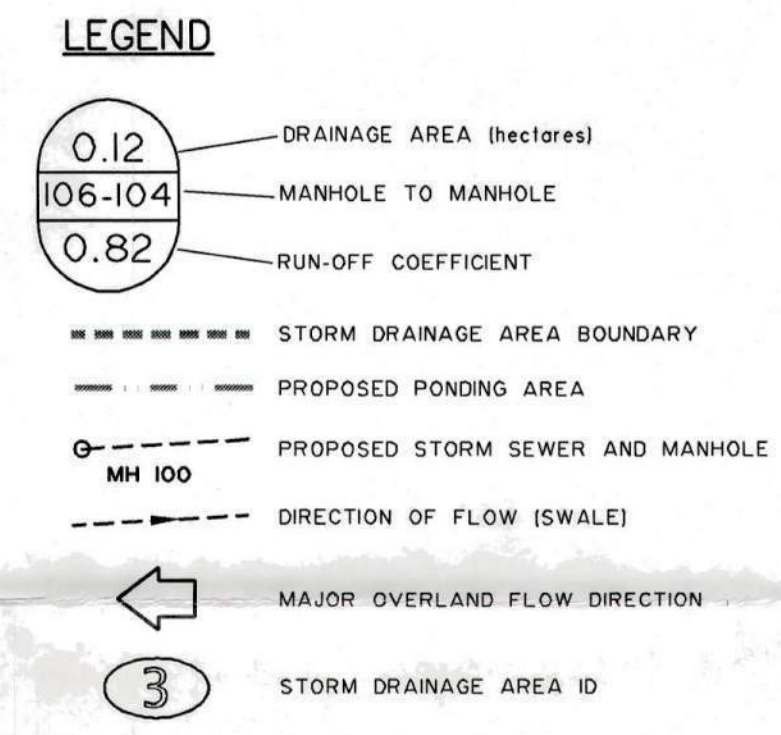 LEGEND
0.12
DRAINAGE AREA (hectares)
106-104
MANHOLE TO MANHOLE
0.82
RUN-OFF COEFFICIENT
STORM DRAINAGE AREA BOUNDARY
PROPOSED PONDING AREA
PROPOSED STORM SEWER AND MANHOLE
MH 100
DIRECTION OF FLOW (SWALE)
MAJOR OVERLAND FLOW DIRECTION
3
STORM DRAINAGE AREA ID